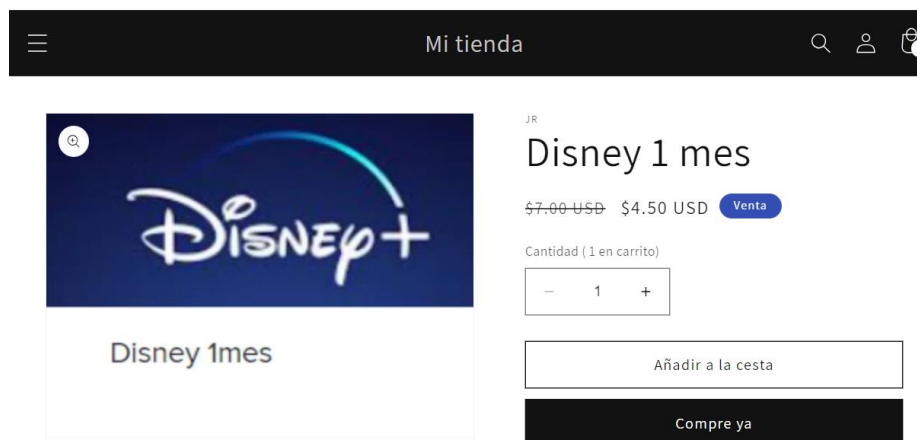 Mi tienda
Disney+
Disney 1mes
JR
Disney 1 mes
$7.00 USD $4.50 USD Venta
Cantidad ( 1 en carrito)
− 1 +
Añadir a la cesta
Compre ya